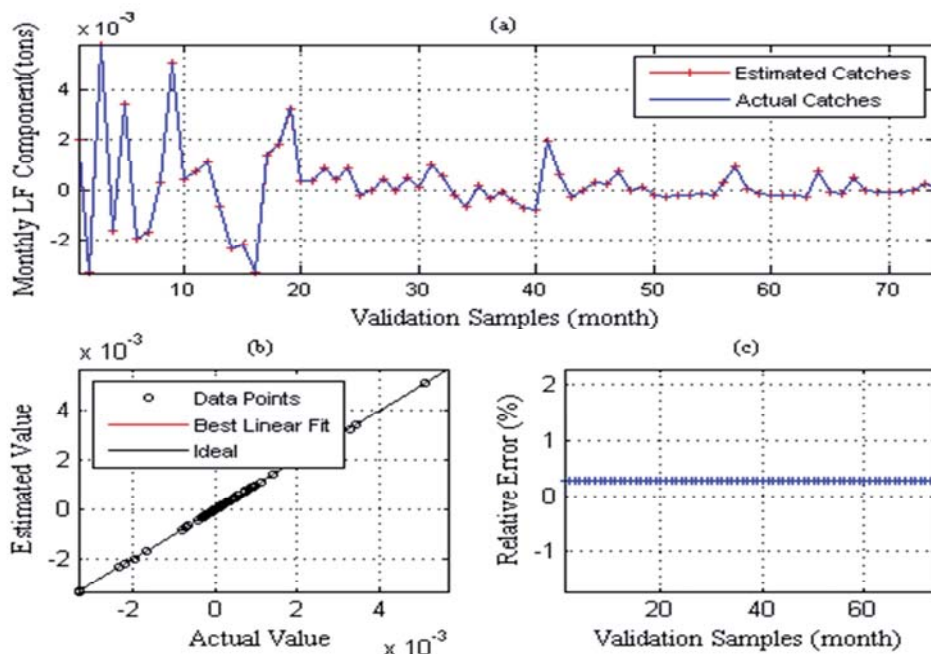 x 10⁻³
(a)
Monthly LF Component(tons)
4
2
0
-2
Estimated Catches
Actual Catches
10
20
30
40
50
60
70
Validation Samples (month)
x 10⁻³
(b)
Estimated Value
4
2
0
-2
Data Points
Best Linear Fit
Ideal
-2
0
2
4
Actual Value
x 10⁻³
(c)
Relative Error (%)
2
1
0
-1
20
40
60
Validation Samples (month)